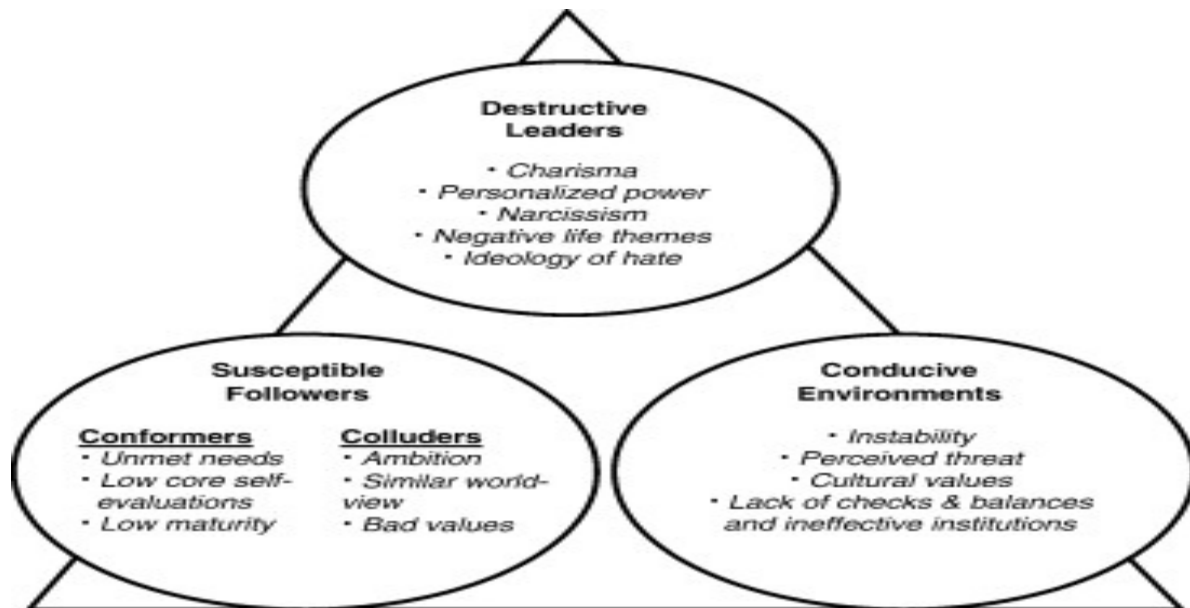 Destructive
Leaders
• Charisma
• Personalized power
• Narcissism
• Negative life themes
• Ideology of hate
Susceptible
Followers
Conformers
• Unmet needs
• Low core self-
evaluations
• Low maturity
Colluders
• Ambition
• Similar world-
view
• Bad values
Conducive
Environments
• Instability
• Perceived threat
• Cultural values
• Lack of checks & balances
and ineffective institutions